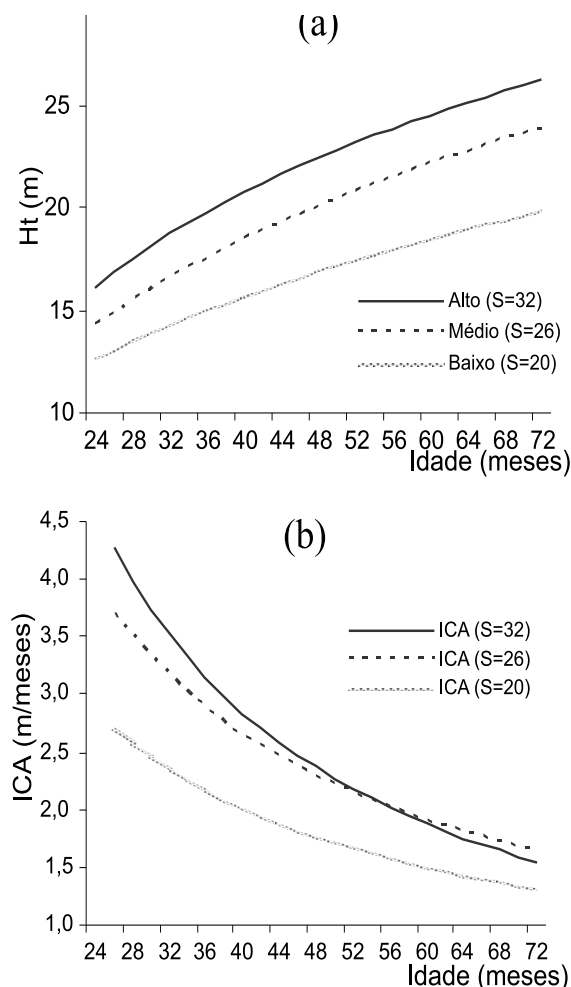 (a)
25
20
15
10
Ht (m)
Alto (S=32)
Médio (S=26)
Baixo (S=20)
24 28 32 36 40 44 48 52 56 60 64 68 72
Idade (meses)
(b)
4,5
4,0
3,5
3,0
2,5
2,0
1,5
1,0
ICA (m/meses)
ICA (S=32)
ICA (S=26)
ICA (S=20)
24 28 32 36 40 44 48 52 56 60 64 68 72
Idade (meses)